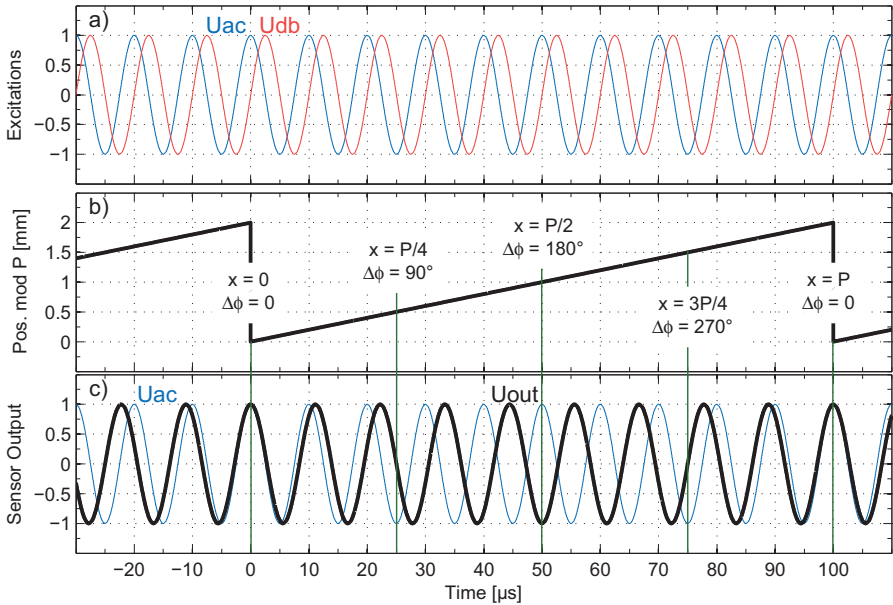 a)
Uac Udb
Excitations
1
0.5
0
−0.5
−1
b)
Pos. mod P [mm]
2
1.5
1
0.5
0
x = 0
Δϕ = 0
x = P/4
Δϕ = 90°
x = P/2
Δϕ = 180°
x = 3P/4
Δϕ = 270°
x = P
Δϕ = 0
c)
Uac Uout
Sensor Output
1
0.5
0
−0.5
−1
−20 −10 0 10 20 30 40 50 60 70 80 90 100
Time [µs]